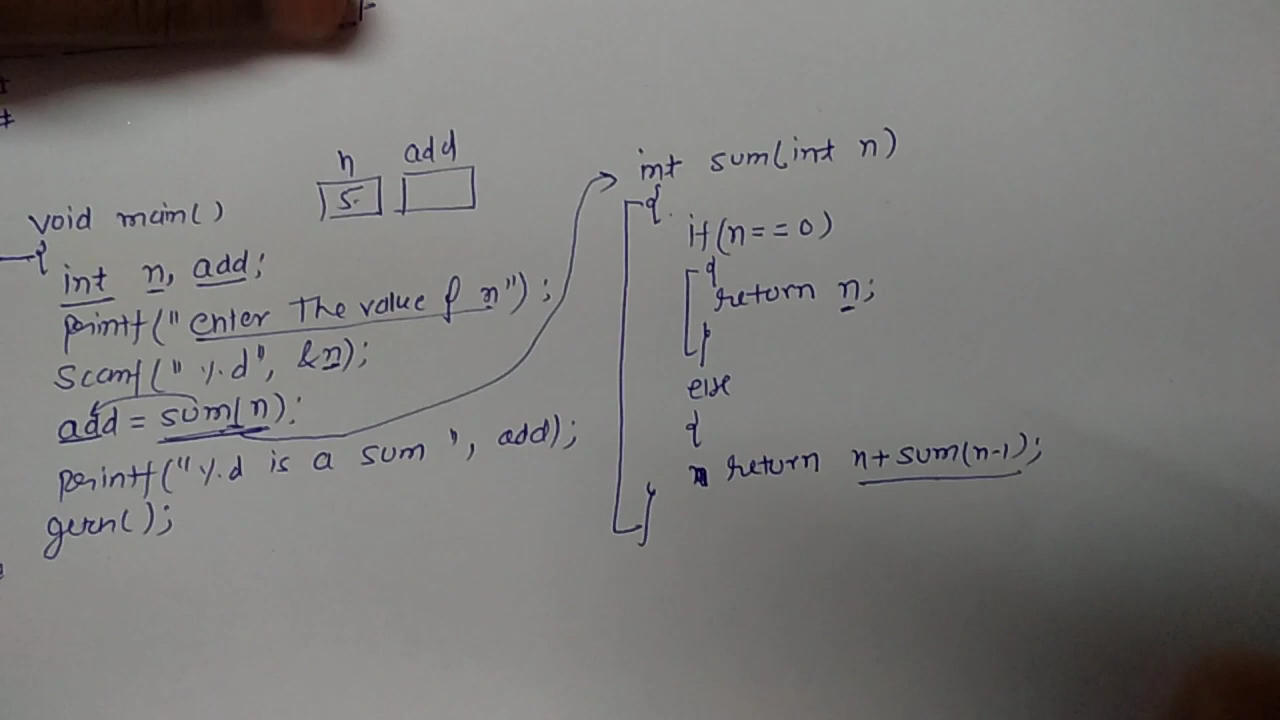 n add
5
void main()
{
int n, add;
printf(" enter The value of n");
Scanf(" %d", &n);
add = sum(n);
printf("%d is a sum ", add);
int sum(int n)
{
if(n==0)
{
return n;
}
else
{
return n+sum(n-1);
}